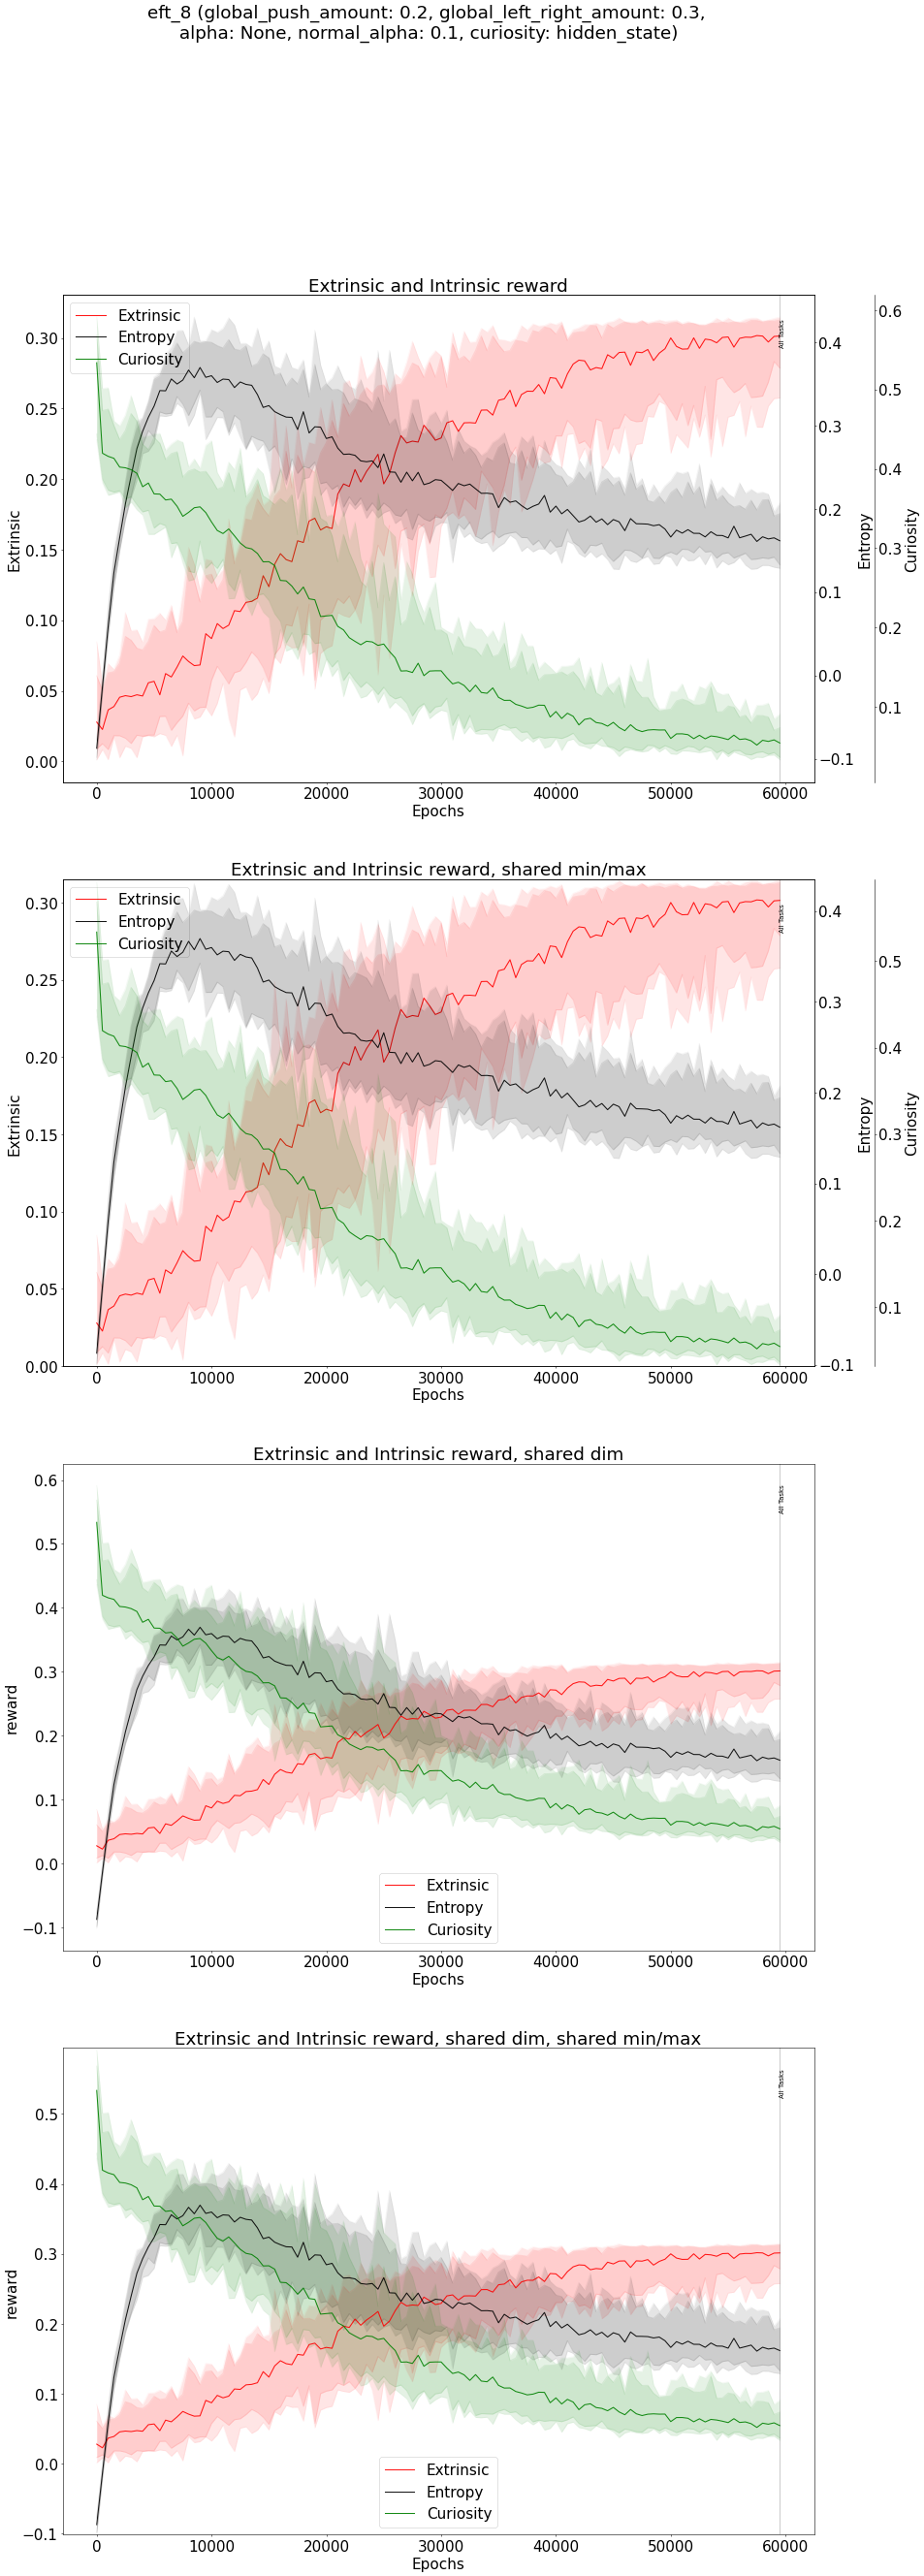 eft_8 (global_push_amount: 0.2, global_left_right_amount: 0.3,
alpha: None, normal_alpha: 0.1, curiosity: hidden_state)
Extrinsic and Intrinsic reward
Extrinsic
Entropy
Curiosity
All Tasks
0.30
0.25
0.20
0.15
0.10
0.05
0.00
Extrinsic
0.4
0.3
0.2
0.1
0.0
−0.1
Entropy
0.6
0.5
0.4
0.3
0.2
0.1
Curiosity
0 10000 20000 30000 40000 50000 60000
Epochs
Extrinsic and Intrinsic reward, shared min/max
Extrinsic
Entropy
Curiosity
All Tasks
0.30
0.25
0.20
0.15
0.10
0.05
0.00
Extrinsic
0.4
0.3
0.2
0.1
0.0
−0.1
Entropy
0.5
0.4
0.3
0.2
0.1
Curiosity
0 10000 20000 30000 40000 50000 60000
Epochs
Extrinsic and Intrinsic reward, shared dim
All Tasks
0.6
0.5
0.4
0.3
0.2
0.1
0.0
−0.1
reward
Extrinsic
Entropy
Curiosity
0 10000 20000 30000 40000 50000 60000
Epochs
Extrinsic and Intrinsic reward, shared dim, shared min/max
All Tasks
0.5
0.4
0.3
0.2
0.1
0.0
−0.1
reward
Extrinsic
Entropy
Curiosity
0 10000 20000 30000 40000 50000 60000
Epochs